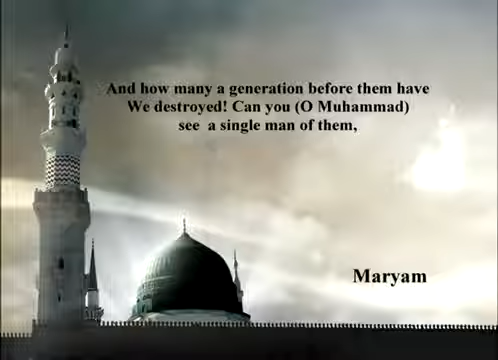 And how many a generation before them have
We destroyed! Can you (O Muhammad)
see a single man of them,
Maryam